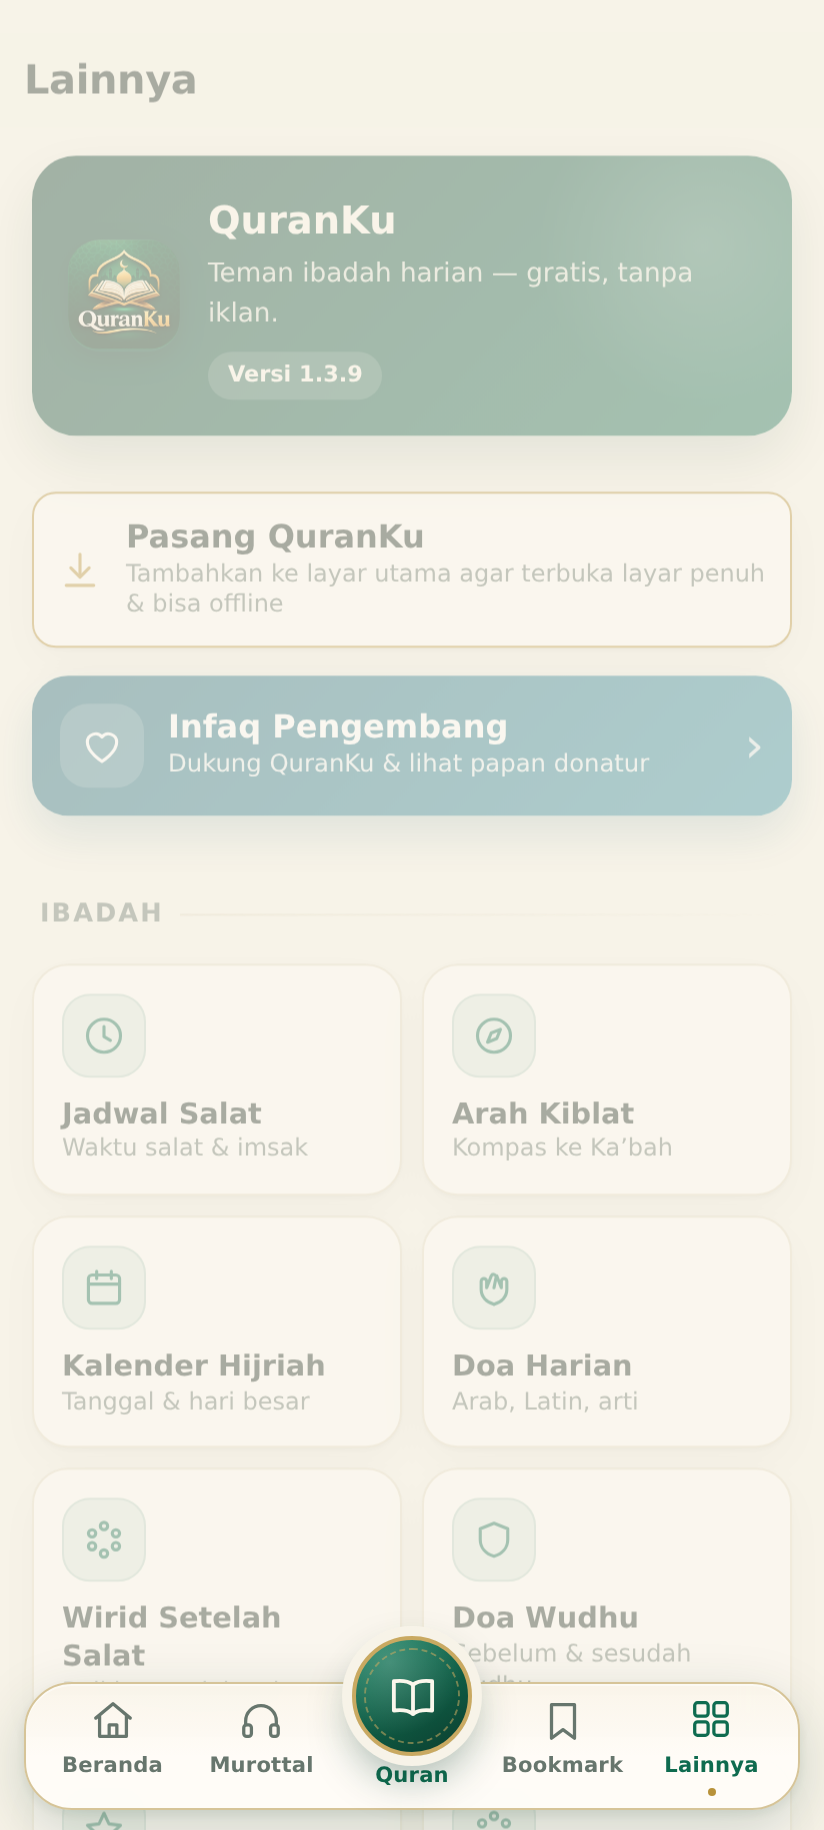 Lainnya
QuranKu
QuranKu
Teman ibadah harian — gratis, tanpa
iklan.
Versi 1.3.9
Pasang QuranKu
Tambahkan ke layar utama agar terbuka layar penuh
& bisa offline
Infaq Pengembang
Dukung QuranKu & lihat papan donatur
IBADAH
Jadwal Salat
Waktu salat & imsak
Arah Kiblat
Kompas ke Ka’bah
Kalender Hijriah
Tanggal & hari besar
Doa Harian
Arab, Latin, arti
Wirid Setelah
Salat
Doa Wudhu
Sebelum & sesudah
Beranda
Murottal
Quran
Bookmark
Lainnya